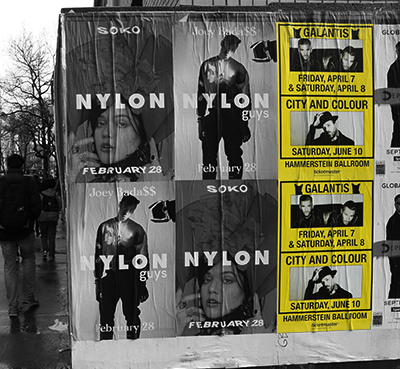 SOKO
NYLON
FEBRUARY 28
Joey Bada$$
NYLON
guys
February 28
GALANTIS
FRIDAY, APRIL 7
& SATURDAY, APRIL 8
CITY AND COLOUR
SATURDAY, JUNE 10
HAMMERSTEIN BALLROOM
ticketmaster
Joey Bada$$
NYLON
guys
February 28
SOKO
NYLON
FEBRUARY 28
GALANTIS
FRIDAY, APRIL 7
& SATURDAY, APRIL 8
CITY AND COLOUR
SATURDAY, JUNE 10
HAMMERSTEIN BALLROOM
ticketmaster